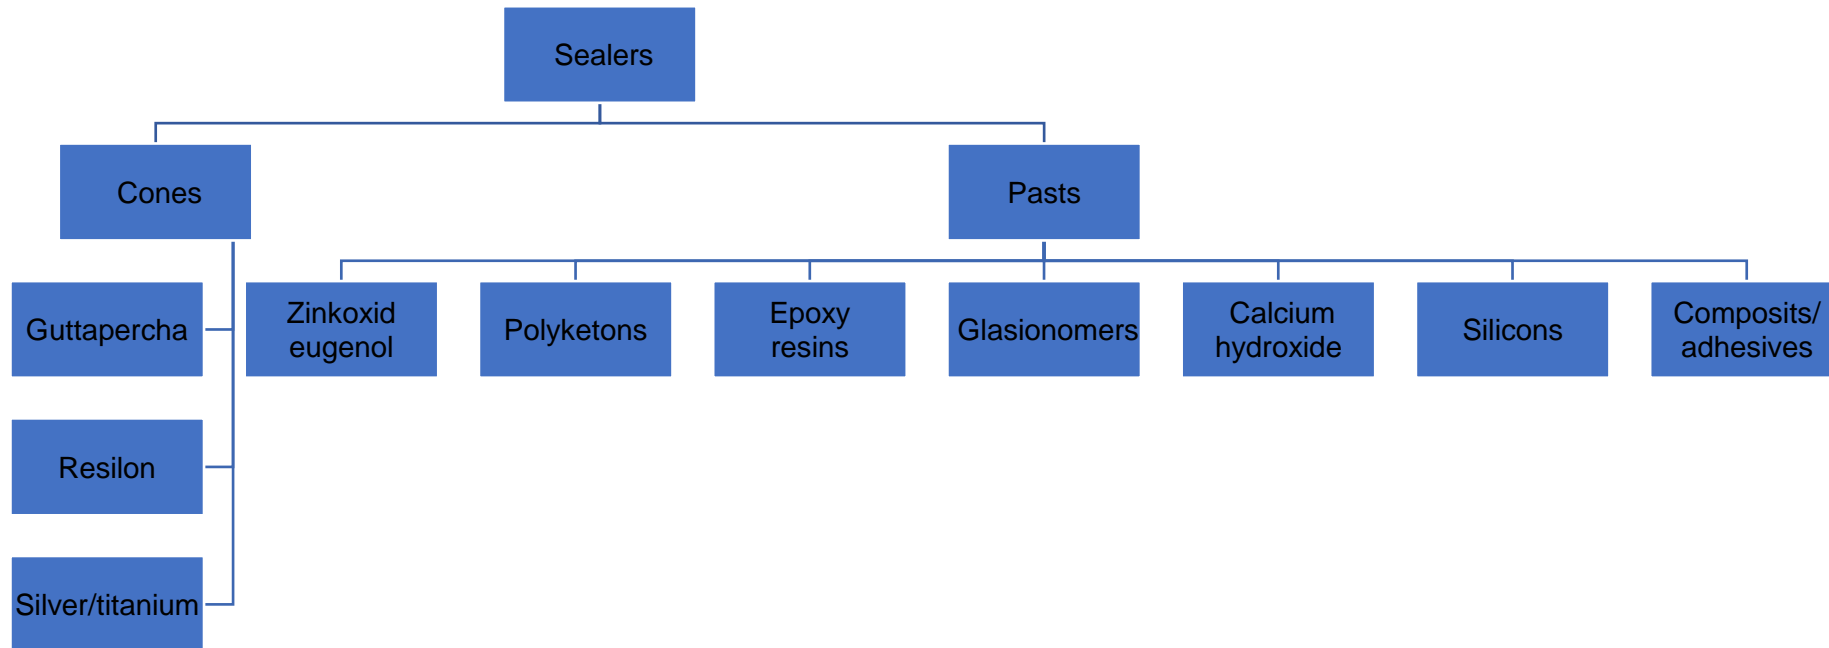 Sealers
Cones
Pasts
Guttapercha
Zinkoxid
eugenol
Polyketons
Epoxy
resins
Glasionomers
Calcium
hydroxide
Silicons
Composits/
adhesives
Resilon
Silver/titanium